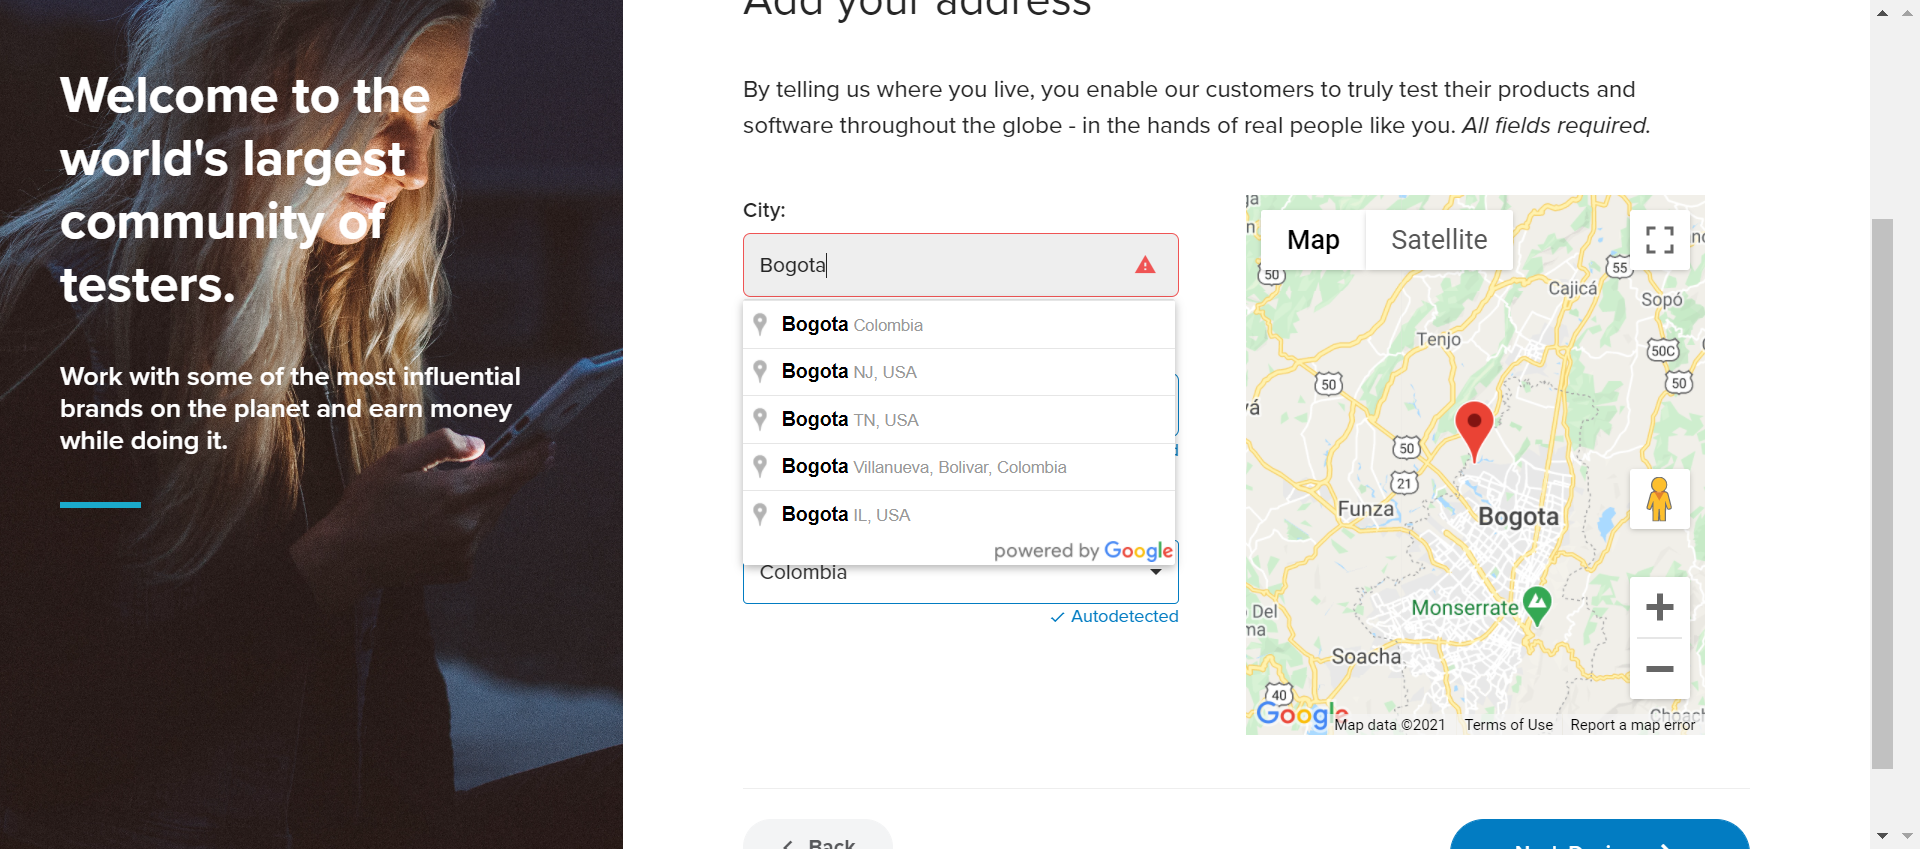 Welcome to the
world's largest
community of
testers.
Work with some of the most influential
brands on the planet and earn money
while doing it.
Add your address
By telling us where you live, you enable our customers to truly test their products and
software throughout the globe - in the hands of real people like you. All fields required.
City:
Bogota
Bogota Colombia
Bogota NJ, USA
Bogota TN, USA
Bogota Villanueva, Bolivar, Colombia
Bogota IL, USA
powered by Google
Colombia
Autodetected
Map Satellite
50
55
Cajicá
Sopó
Tenjo
50C
50
50
50
21
Funza
Bogota
Monserrate
Soacha
40
Google
Map data ©2021 Terms of Use Report a map error
Back